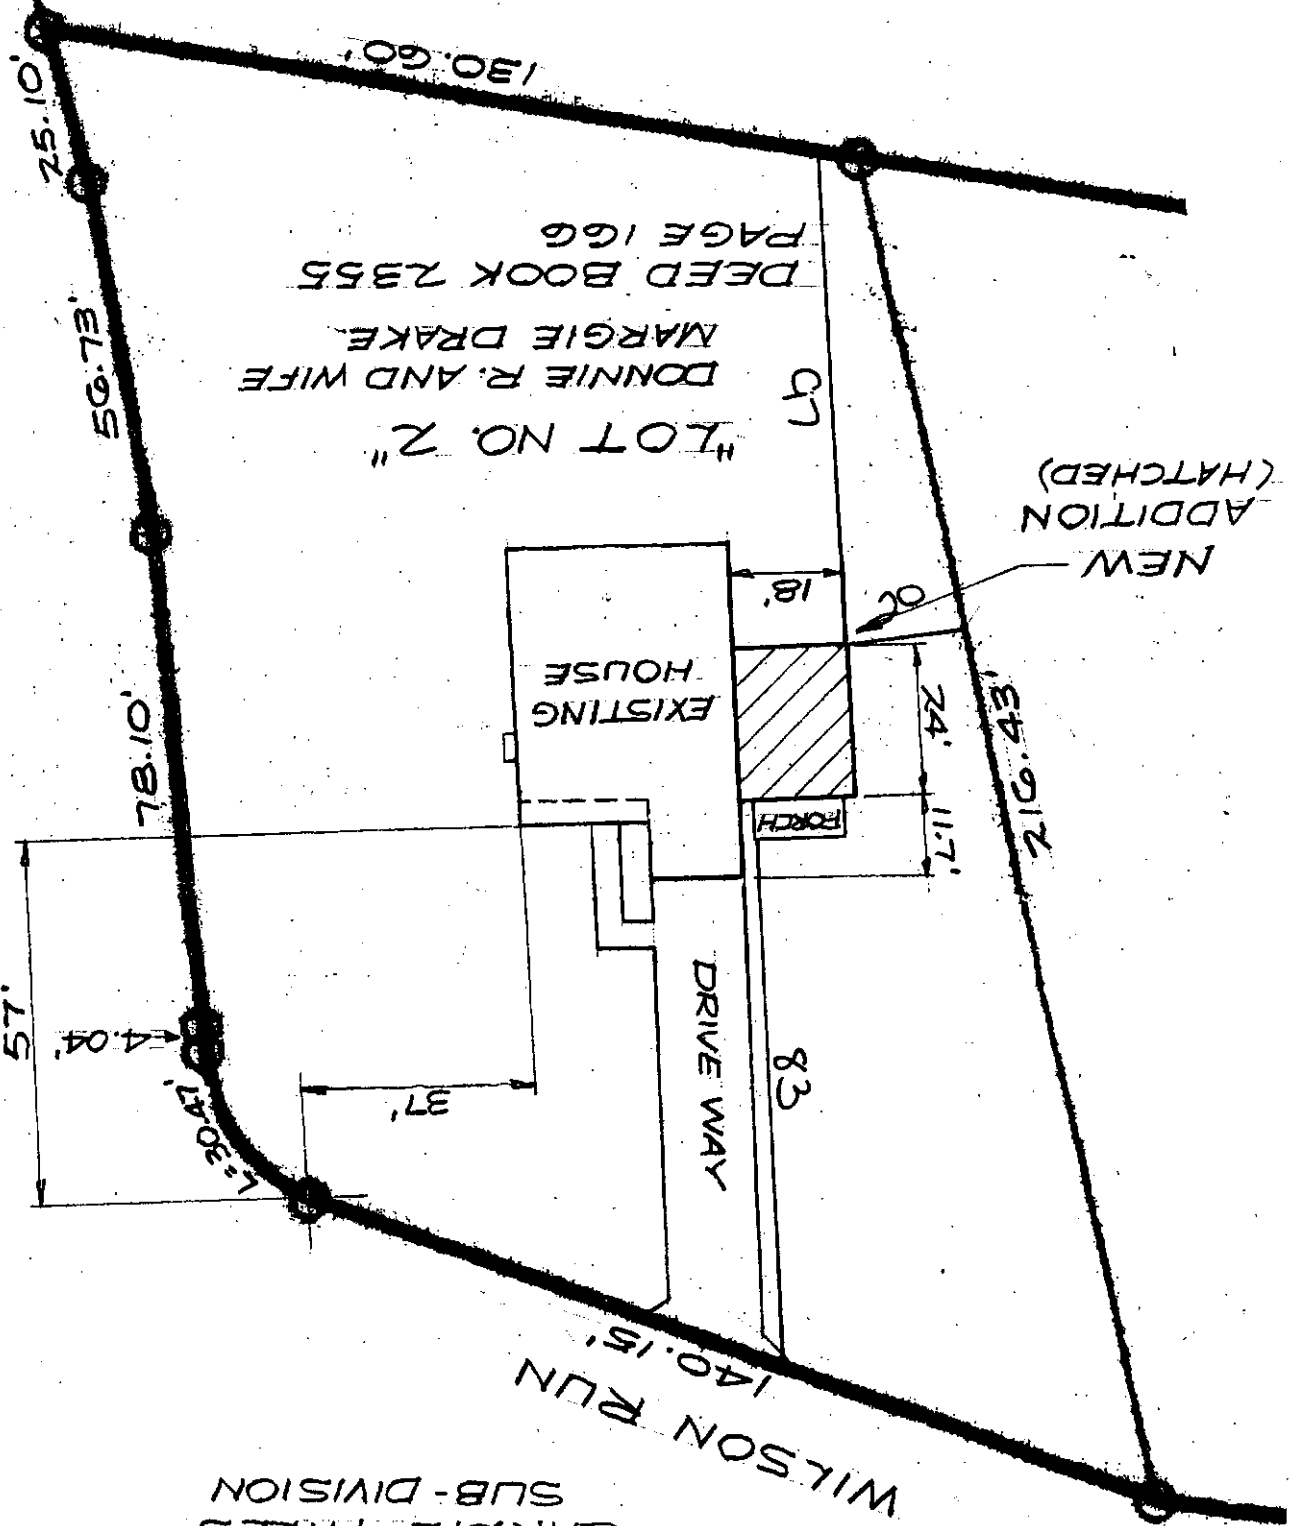 SUB-DIVISION
WILSON RUN
140.15'
L=30.47'
4.04'
57'
37'
83
DRIVE WAY
PORCH
11.7'
24'
216.43'
78.10'
EXISTING
HOUSE
18'
20
NEW
ADDITION
(HATCHED)
"LOT NO. 2"
DONNIE R. AND WIFE
MARGIE DRAKE
DEED BOOK 2355
PAGE 166
97
56.73'
25.10'
130.60'